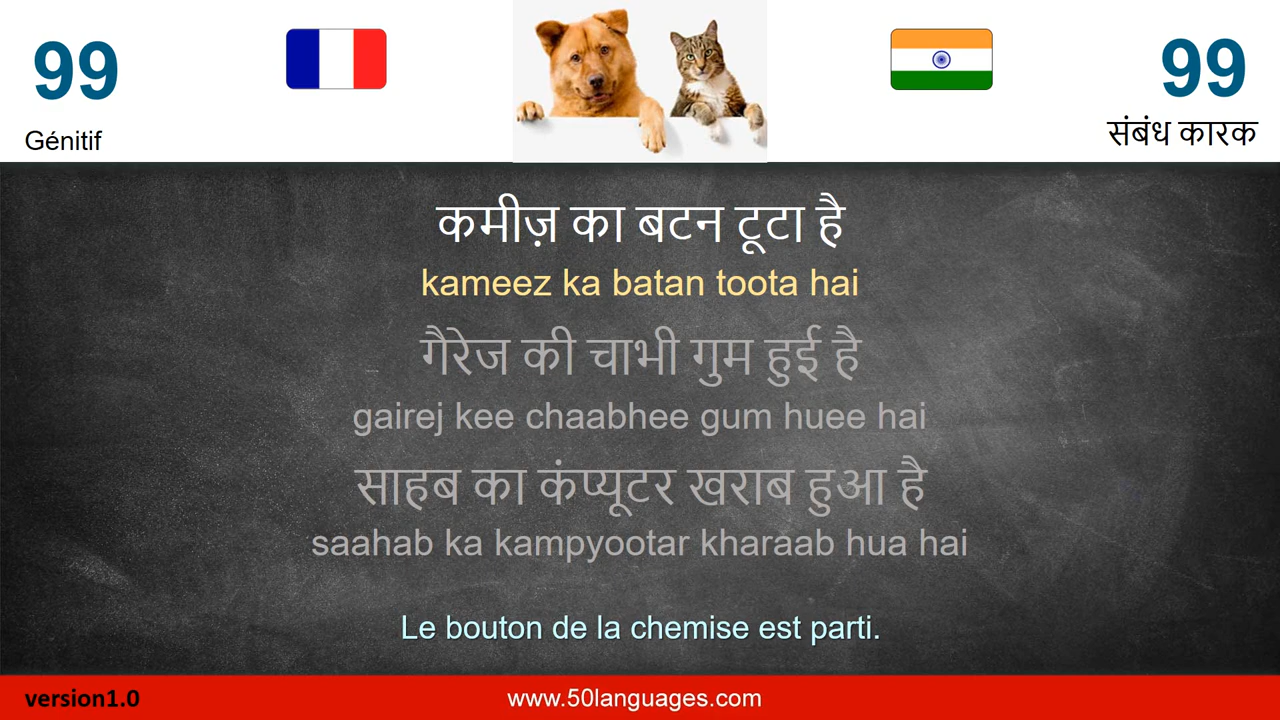 99
99
Génitif
संबंध कारक
कमीज़ का बटन टूटा है
kameez ka batan toota hai
गैरेज की चाभी गुम हुई है
gairej kee chaabhee gum huee hai
साहब का कंप्यूटर खराब हुआ है
saahab ka kampyootar kharaab hua hai
Le bouton de la chemise est parti.
version1.0
www.50languages.com